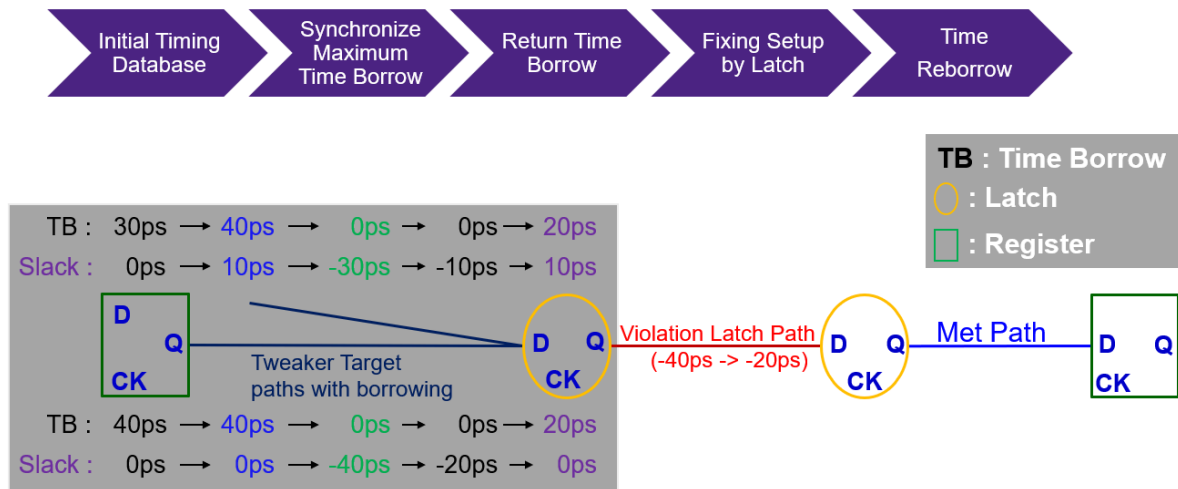 Initial Timing
Database
Synchronize
Maximum
Time Borrow
Return Time
Borrow
Fixing Setup
by Latch
Time
Reborrow
TB : Time Borrow
: Latch
: Register
TB : 30ps → 40ps → 0ps → 0ps → 20ps
Slack : 0ps → 10ps → -30ps → -10ps → 10ps
D
Q
CK
Tweaker Target
paths with borrowing
D
Q
CK
Violation Latch Path
(-40ps -> -20ps)
D
Q
CK
Met Path
D
Q
CK
TB : 40ps → 40ps → 0ps → 0ps → 20ps
Slack : 0ps → 0ps → -40ps → -20ps → 0ps